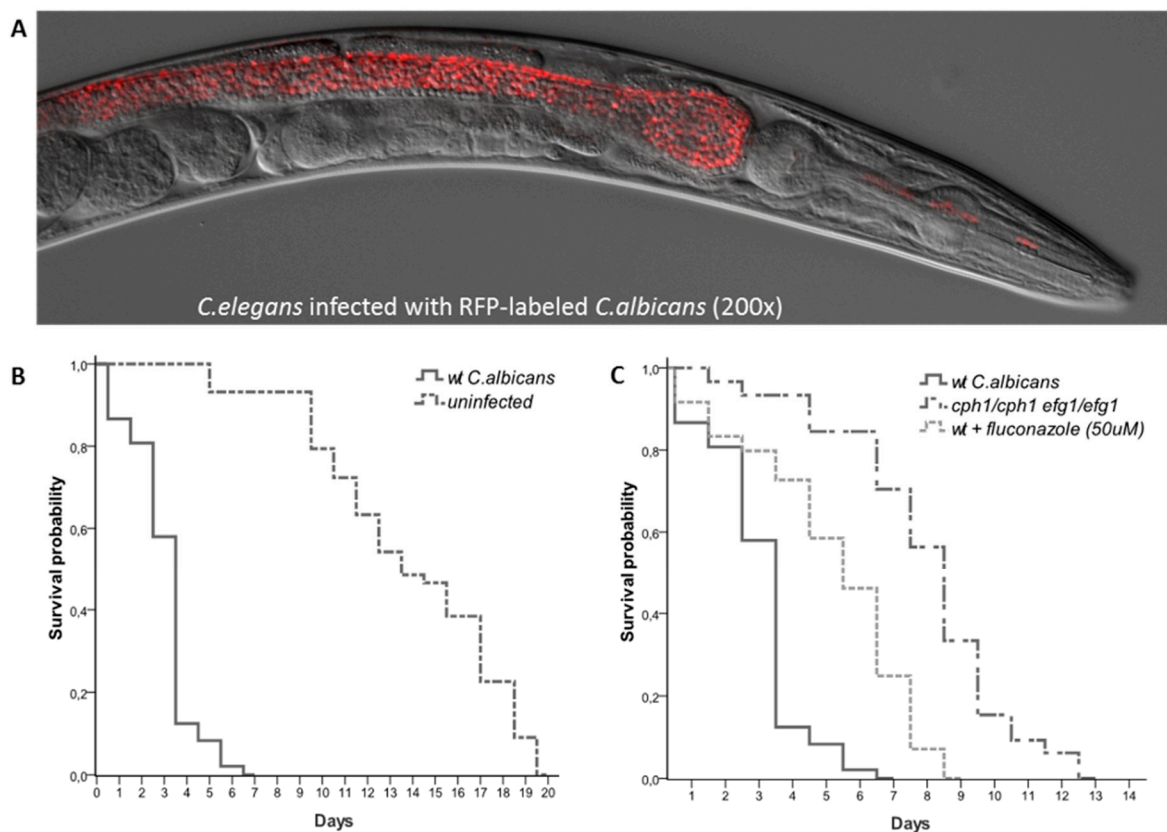 A
C.elegans infected with RFP-labeled C.albicans (200x)
B
wt C.albicans
uninfected
Survival probability
1,0
0,8
0,6
0,4
0,2
0,0
0 1 2 3 4 5 6 7 8 9 10 11 12 13 14 15 16 17 18 19 20
Days
C
wt C.albicans
cph1/cph1 efg1/efg1
wt + fluconazole (50uM)
Survival probability
1,0
0,8
0,6
0,4
0,2
0,0
1 2 3 4 5 6 7 8 9 10 11 12 13 14
Days